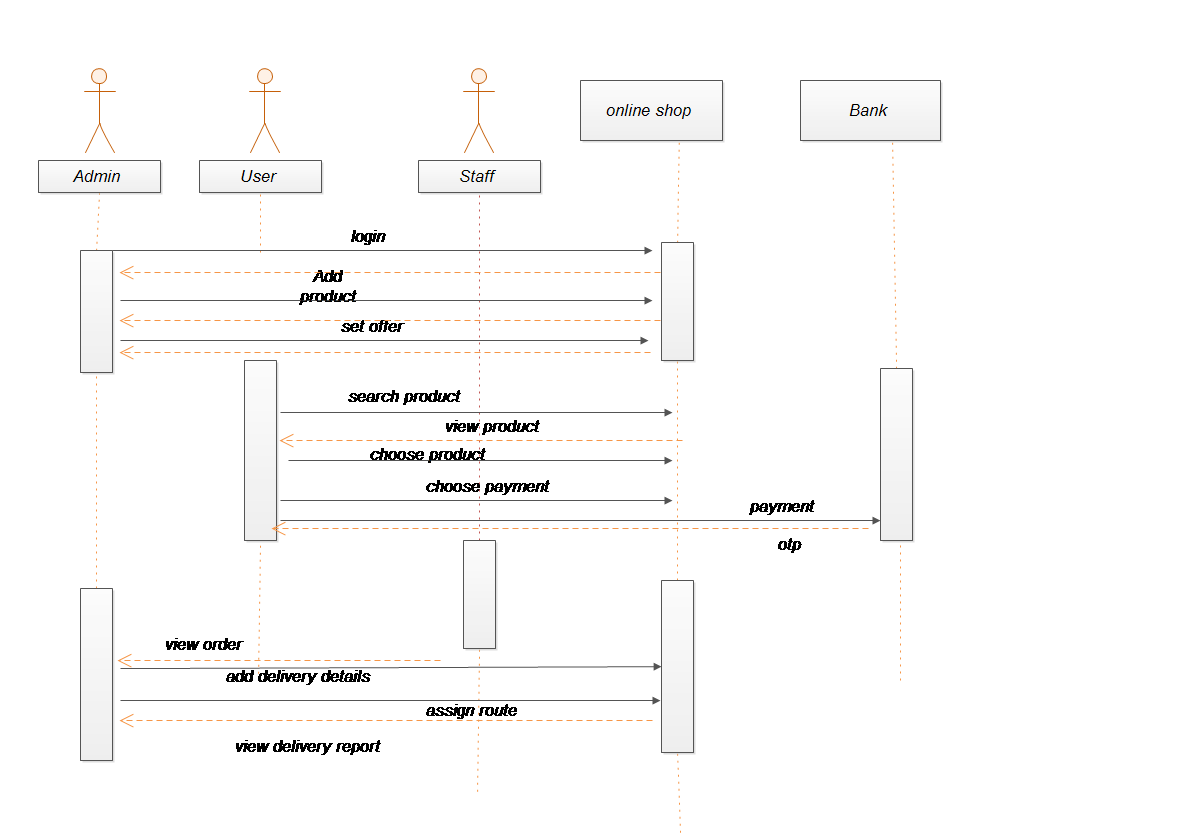 online shop
Bank
Admin
User
Staff
login
Add
product
set offer
search product
view product
choose product
choose payment
payment
otp
view order
add delivery details
assign route
view delivery report